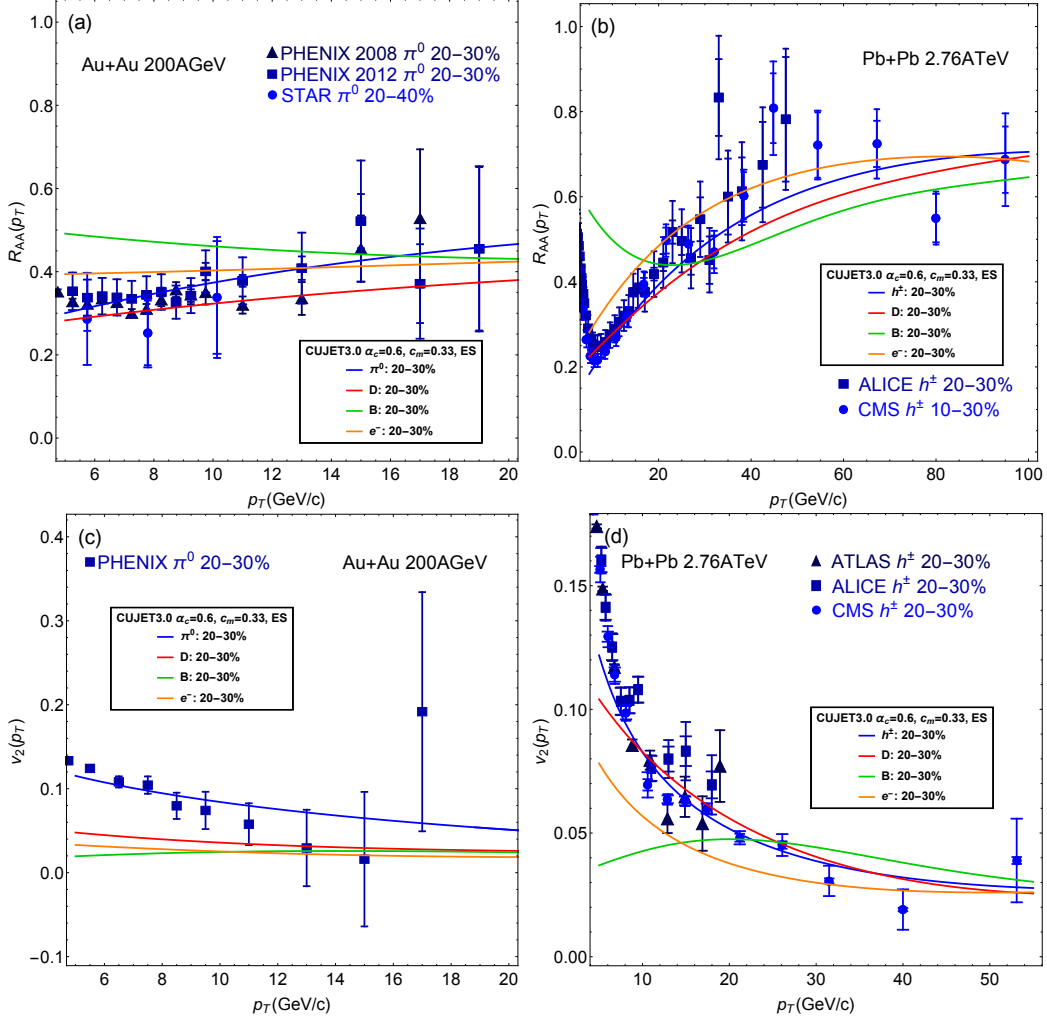 (a)
Au+Au 200AGeV
PHENIX 2008 π⁰ 20−30%
PHENIX 2012 π⁰ 20−30%
STAR π⁰ 20−40%
CUJET3.0 α_c=0.6, c_m=0.33, ES
π⁰: 20−30%
D: 20−30%
B: 20−30%
e⁻: 20−30%
R_AA(p_T)
1.0
0.8
0.6
0.4
0.2
0.0
6 8 10 12 14 16 18 20
p_T(GeV/c)
(b)
Pb+Pb 2.76ATeV
CUJET3.0 α_c=0.6, c_m=0.33, ES
h±: 20−30%
D: 20−30%
B: 20−30%
e⁻: 20−30%
ALICE h± 20−30%
CMS h± 10−30%
R_AA(p_T)
1.0
0.8
0.6
0.4
0.2
0.0
20 40 60 80 100
p_T(GeV/c)
(c)
PHENIX π⁰ 20−30%
Au+Au 200AGeV
CUJET3.0 α_c=0.6, c_m=0.33, ES
π⁰: 20−30%
D: 20−30%
B: 20−30%
e⁻: 20−30%
v₂(p_T)
0.4
0.3
0.2
0.1
0.0
−0.1
6 8 10 12 14 16 18 20
p_T(GeV/c)
(d)
Pb+Pb 2.76ATeV
ATLAS h± 20−30%
ALICE h± 20−30%
CMS h± 20−30%
CUJET3.0 α_c=0.6, c_m=0.33, ES
h±: 20−30%
D: 20−30%
B: 20−30%
e⁻: 20−30%
v₂(p_T)
0.15
0.10
0.05
0.00
10 20 30 40 50
p_T(GeV/c)